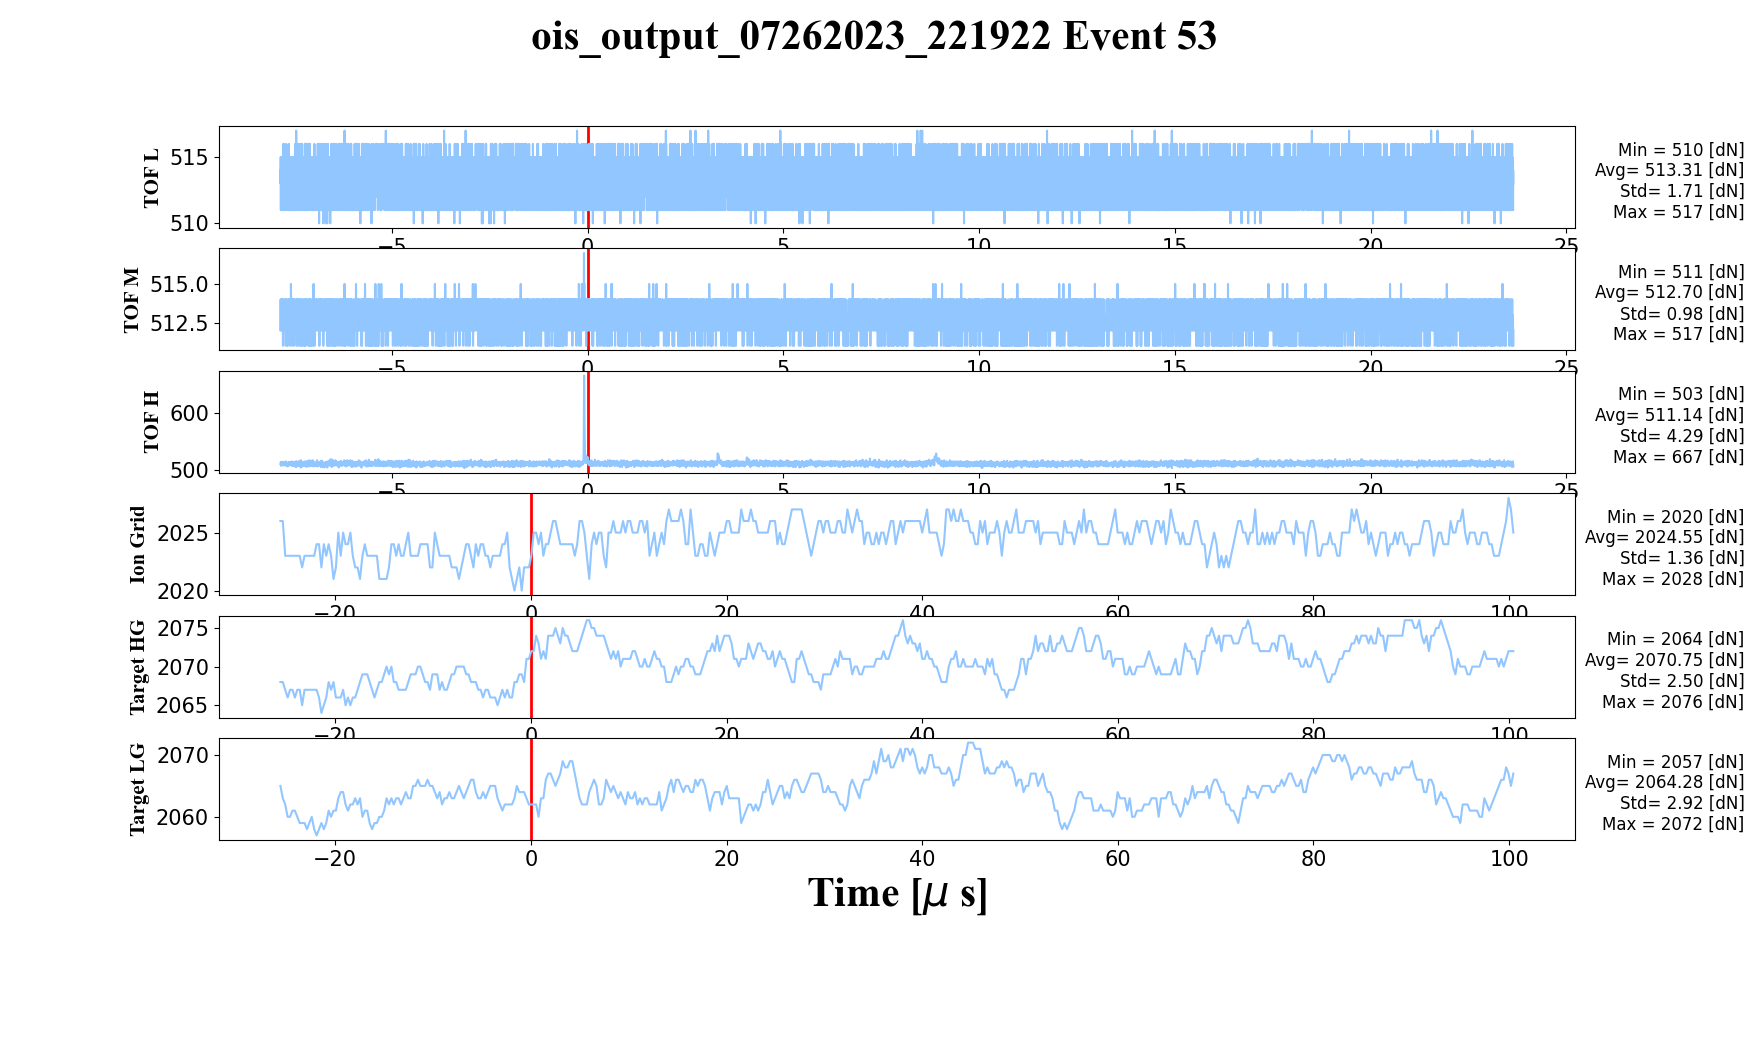 ois_output_07262023_221922 Event 53
TOF L
515
510
Min = 510 [dN]
Avg= 513.31 [dN]
Std= 1.71 [dN]
Max = 517 [dN]
−5 0 5 10 15 20 25
TOF M
515.0
512.5
Min = 511 [dN]
Avg= 512.70 [dN]
Std= 0.98 [dN]
Max = 517 [dN]
−5 0 5 10 15 20 25
TOF H
600
500
Min = 503 [dN]
Avg= 511.14 [dN]
Std= 4.29 [dN]
Max = 667 [dN]
−5 0 5 10 15 20 25
Ion Grid
2025
2020
Min = 2020 [dN]
Avg= 2024.55 [dN]
Std= 1.36 [dN]
Max = 2028 [dN]
−20 0 20 40 60 80 100
Target HG
2075
2070
2065
Min = 2064 [dN]
Avg= 2070.75 [dN]
Std= 2.50 [dN]
Max = 2076 [dN]
−20 0 20 40 60 80 100
Target LG
2070
2060
Min = 2057 [dN]
Avg= 2064.28 [dN]
Std= 2.92 [dN]
Max = 2072 [dN]
−20 0 20 40 60 80 100
Time [μ s]